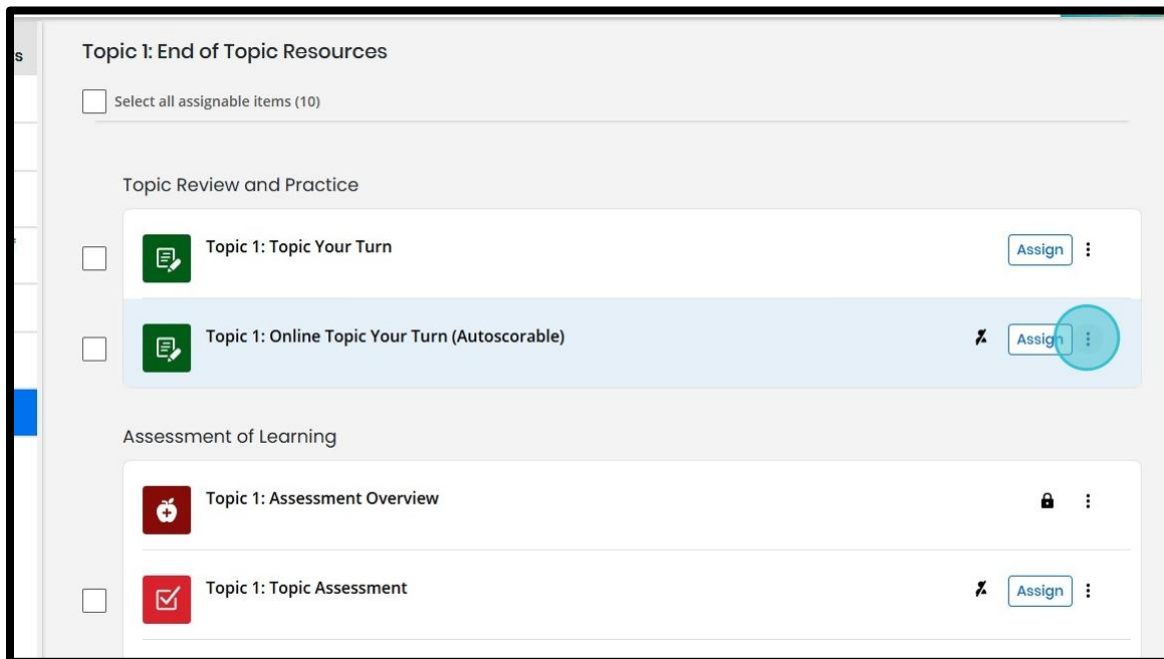 s
Topic 1: End of Topic Resources
Select all assignable items (10)
Topic Review and Practice
Topic 1: Topic Your Turn
Assign
Topic 1: Online Topic Your Turn (Autoscorable)
Assign
Assessment of Learning
Topic 1: Assessment Overview
Topic 1: Topic Assessment
Assign